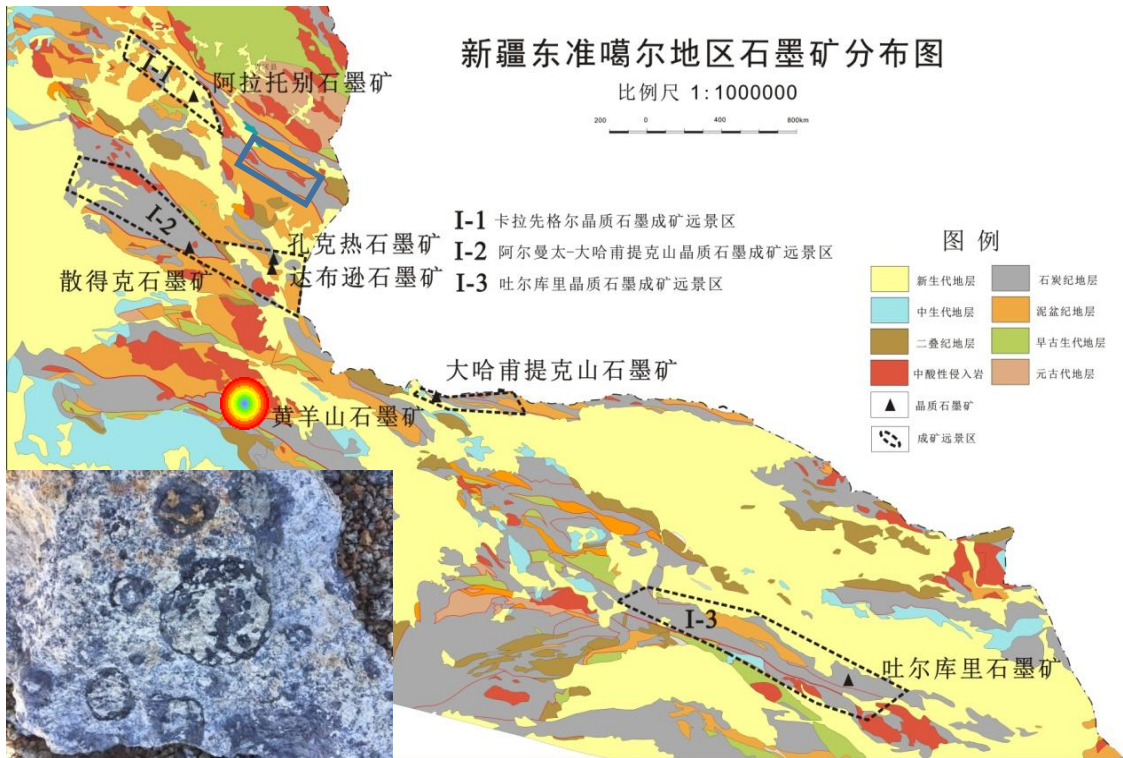 新疆东准噶尔地区石墨矿分布图
比例尺 1:1000000
200 0 400 800km
I-1
阿拉托别石墨矿
I-2
孔克热石墨矿
达布逊石墨矿
散得克石墨矿
I-1 卡拉先格尔晶质石墨成矿远景区
I-2 阿尔曼太-大哈甫提克山晶质石墨成矿远景区
I-3 吐尔库里晶质石墨成矿远景区
图 例
新生代地层
石炭纪地层
中生代地层
泥盆纪地层
二叠纪地层
早古生代地层
中酸性侵入岩
元古代地层
晶质石墨矿
成矿远景区
大哈甫提克山石墨矿
黄羊山石墨矿
I-3
吐尔库里石墨矿